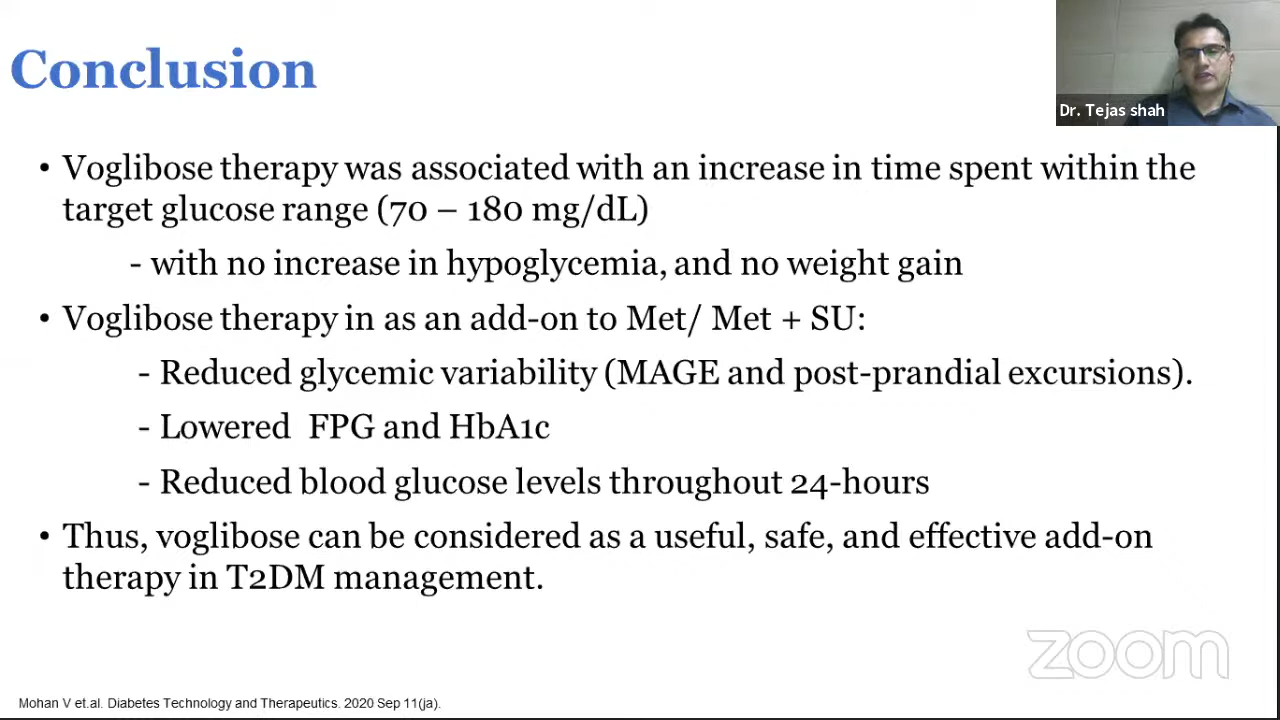 Conclusion
Dr. Tejas shah
• Voglibose therapy was associated with an increase in time spent within the
target glucose range (70 – 180 mg/dL)
- with no increase in hypoglycemia, and no weight gain
• Voglibose therapy in as an add-on to Met/ Met + SU:
- Reduced glycemic variability (MAGE and post-prandial excursions).
- Lowered  FPG and HbA1c
- Reduced blood glucose levels throughout 24-hours
• Thus, voglibose can be considered as a useful, safe, and effective add-on
therapy in T2DM management.
zoom
Mohan V et.al. Diabetes Technology and Therapeutics. 2020 Sep 11(ja).